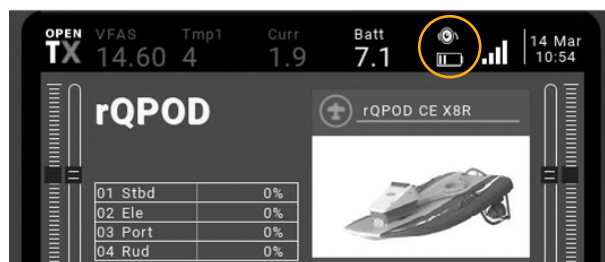 OPEN TX
VFAS Tmp1 Curr Batt
14.60 4 1.9 7.1
14 Mar
10:54
rQPOD
rQPOD CE X8R
01 Stbd 0%
02 Ele 0%
03 Port 0%
04 Rud 0%